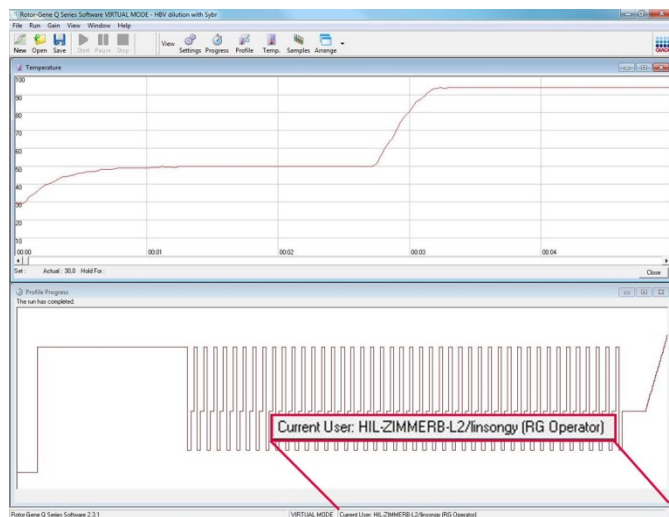 Rotor-Gene Q Series Software VIRTUAL MODE - HBV dilution with Sybr
File Run Gain View Window Help
New Open Save Start Pause Stop View Settings Progress Profile Temp. Samples Arrange
Temperature
100
90
80
70
60
50
40
30
20
10
00:00 00:01 00:02 00:03 00:04
Set : Actual : 30,0 Hold For : Close
Profile Progress
The run has completed.
Current User: HIL-ZIMMERB-L2/linsongy (RG Operator)
Rotor-Gene Q Series Software 2.3.1 VIRTUAL MODE Current User: HIL-ZIMMERB-L2/linsongy (RG Operator)